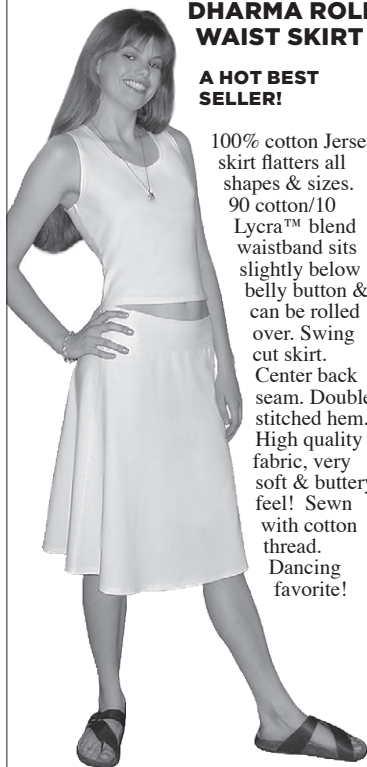 DHARMA ROLL
WAIST SKIRT
A HOT BEST
SELLER!
100% cotton Jersey
skirt flatters all
shapes & sizes.
90 cotton/10
Lycra™ blend
waistband sits
slightly below
belly button &
can be rolled
over. Swing
cut skirt.
Center back
seam. Double
stitched hem.
High quality
fabric, very
soft & buttery
feel! Sewn
with cotton
thread.
Dancing
favorite!